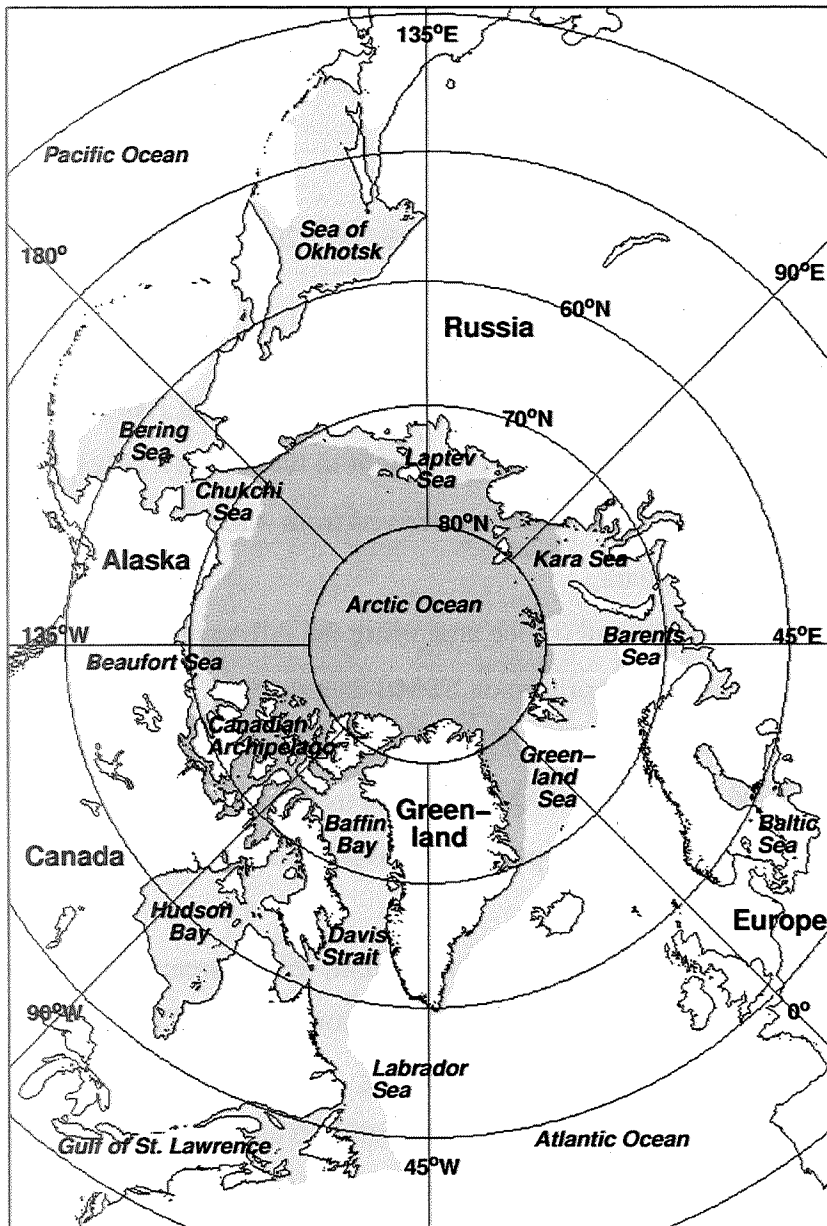 135°E
Pacific Ocean
Sea of
Okhotsk
180°
90°E
60°N
Russia
70°N
Bering
Sea
Laptev
Sea
Chukchi
Sea
80°N
Kara Sea
Alaska
Arctic Ocean
135°W
Barents
Sea
45°E
Beaufort Sea
Canadian
Archipelago
Green–
land
Sea
Green–
land
Baffin
Bay
Baltic
Sea
Canada
Hudson
Bay
Davis
Strait
Europe
90°W
0°
Labrador
Sea
Gulf of St. Lawrence
Atlantic Ocean
45°W